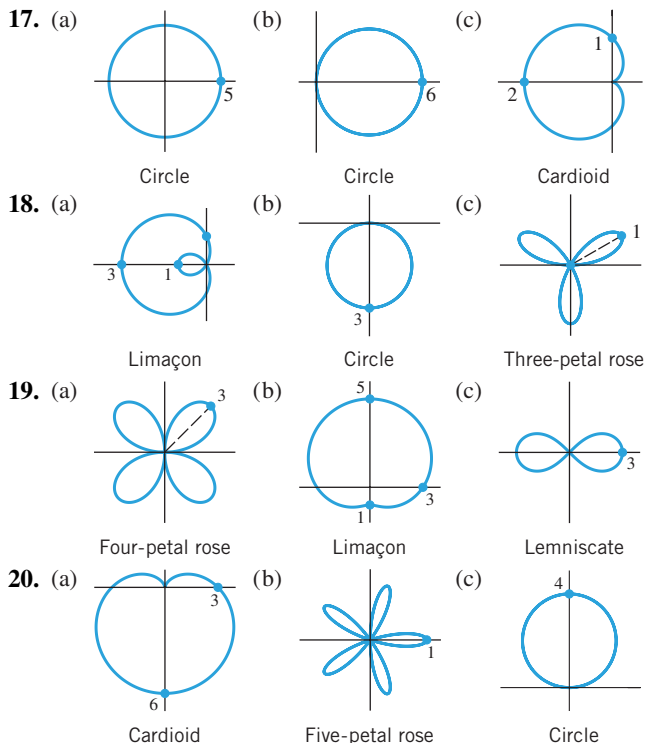 17. (a) (b) (c)
5
6
1
2
Circle Circle Cardioid
18. (a) (b) (c)
3 1
3
1
Limaçon Circle Three-petal rose
19. (a) (b) (c)
3
5
3
1
3
Four-petal rose Limaçon Lemniscate
20. (a) (b) (c)
3
6
1
4
Cardioid Five-petal rose Circle